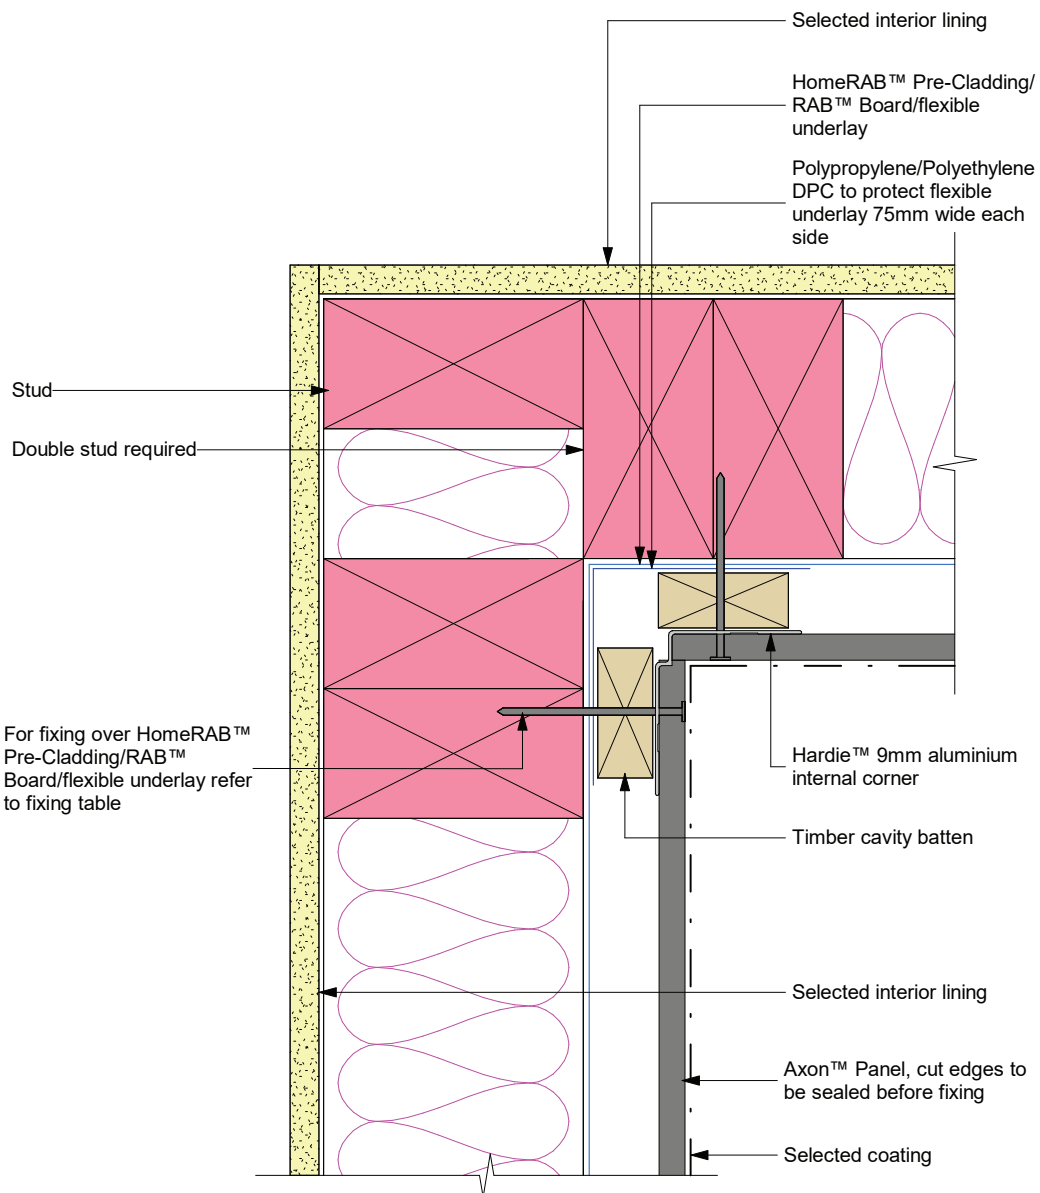 Selected interior lining
HomeRAB™ Pre-Cladding/
RAB™ Board/flexible
underlay
Polypropylene/Polyethylene
DPC to protect flexible
underlay 75mm wide each
side
Stud
Double stud required
For fixing over HomeRAB™
Pre-Cladding/RAB™
Board/flexible underlay refer
to fixing table
Hardie™ 9mm aluminium
internal corner
Timber cavity batten
Selected interior lining
Axon™ Panel, cut edges to
be sealed before fixing
Selected coating